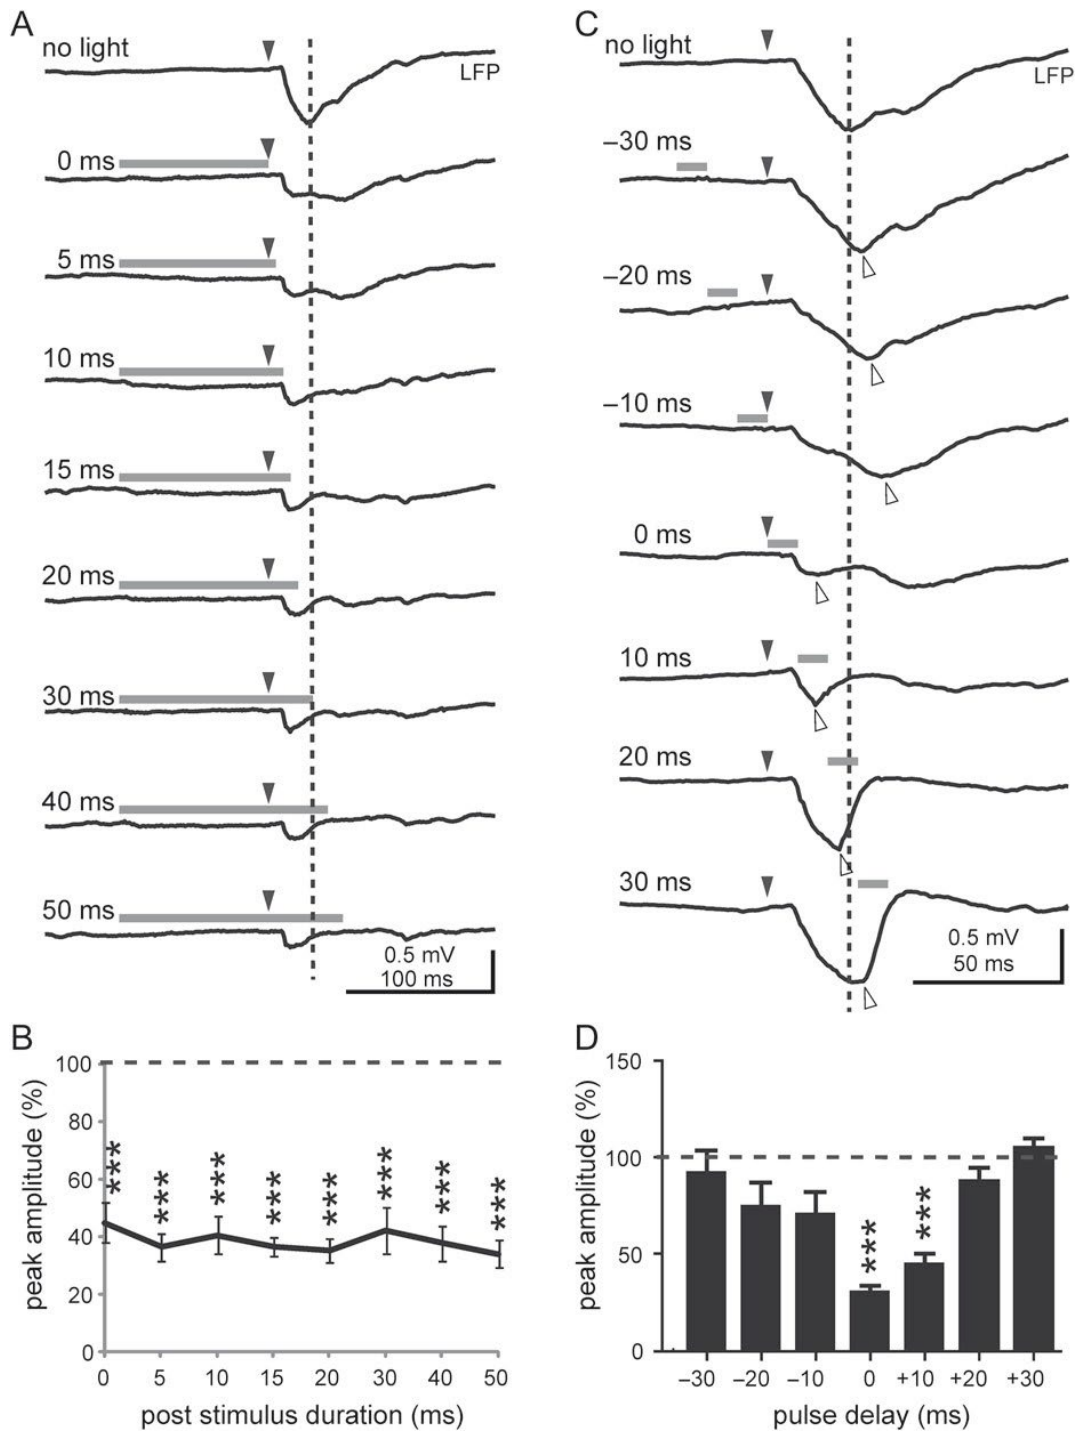 A
no light
LFP
0 ms
5 ms
10 ms
15 ms
20 ms
30 ms
40 ms
50 ms
0.5 mV
100 ms
C
no light
LFP
–30 ms
–20 ms
–10 ms
0 ms
10 ms
20 ms
30 ms
0.5 mV
50 ms
B
peak amplitude (%)
100
80
60
40
20
0
*** *** *** *** *** *** *** ***
0 5 10 15 20 30 40 50
post stimulus duration (ms)
D
peak amplitude (%)
150
100
50
0
*** ***
–30 –20 –10 0 +10 +20 +30
pulse delay (ms)